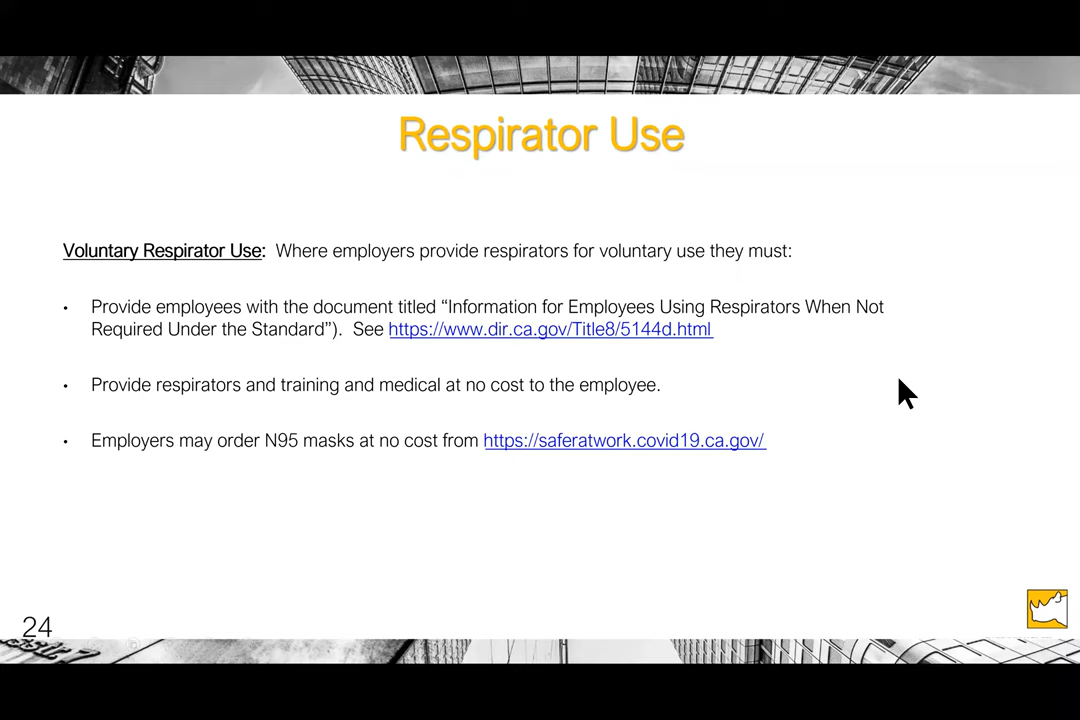 Respirator Use
Voluntary Respirator Use: Where employers provide respirators for voluntary use they must:
• Provide employees with the document titled “Information for Employees Using Respirators When Not
Required Under the Standard”). See https://www.dir.ca.gov/Title8/5144d.html
• Provide respirators and training and medical at no cost to the employee.
• Employers may order N95 masks at no cost from https://saferatwork.covid19.ca.gov/
24